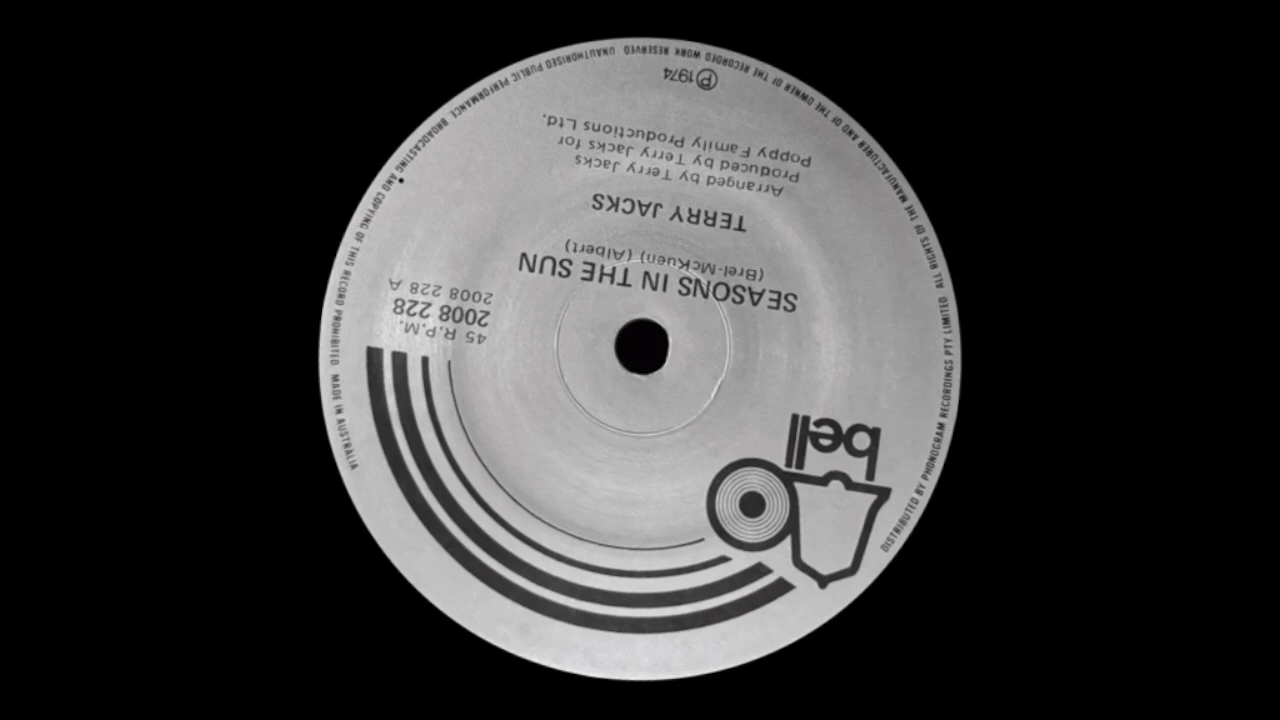 bell
45 R.P.M.
2008 228
2008 228 A
SEASONS IN THE SUN
(Brel-McKuen) (Albert)
TERRY JACKS
Arranged by Terry Jacks
Produced by Terry Jacks for
Poppy Family Productions Ltd.
Ⓟ1974
DISTRIBUTED BY PHONOGRAM RECORDINGS PTY LIMITED ALL RIGHTS OF THE MANUFACTURER AND OF THE OWNER OF THE RECORDED WORK RESERVED UNAUTHORISED PUBLIC PERFORMANCE, BROADCASTING AND COPYING OF THIS RECORD PROHIBITED MADE IN AUSTRALIA